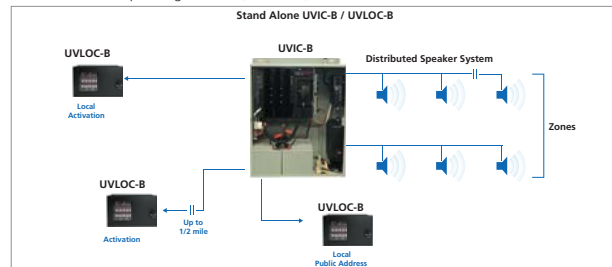 Stand Alone UVIC-B / UVLOC-B
UVLOC-B
Local
Activation
UVIC-B
Distributed Speaker System
Zones
UVLOC-B
Activation
Up to
1/2 mile
UVLOC-B
Local
Public Address